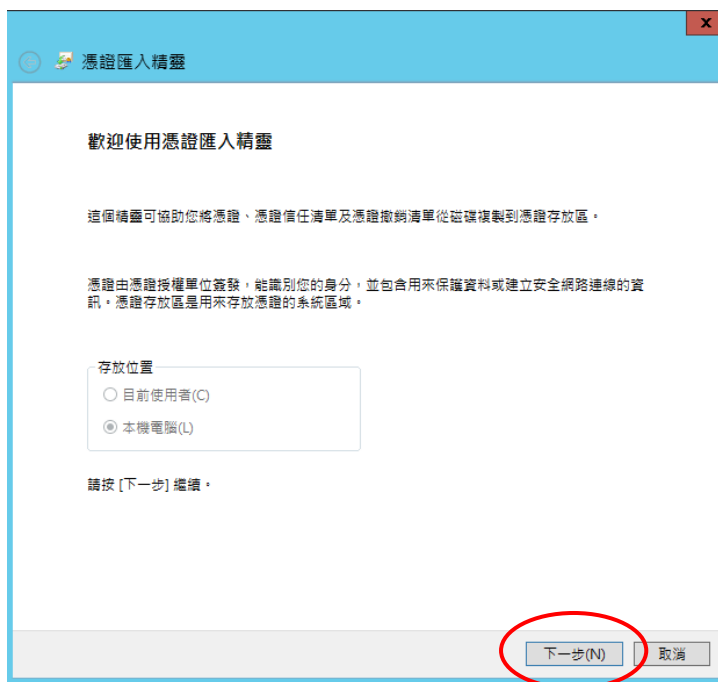 x
憑證匯入精靈
歡迎使用憑證匯入精靈
這個精靈可協助您將憑證、憑證信任清單及憑證撤銷清單從磁碟複製到憑證存放區。
憑證由憑證授權單位簽發，能識別您的身分，並包含用來保護資料或建立安全網路連線的資
訊。憑證存放區是用來存放憑證的系統區域。
存放位置
目前使用者(C)
本機電腦(L)
請按 [下一步] 繼續。
下一步(N)
取消